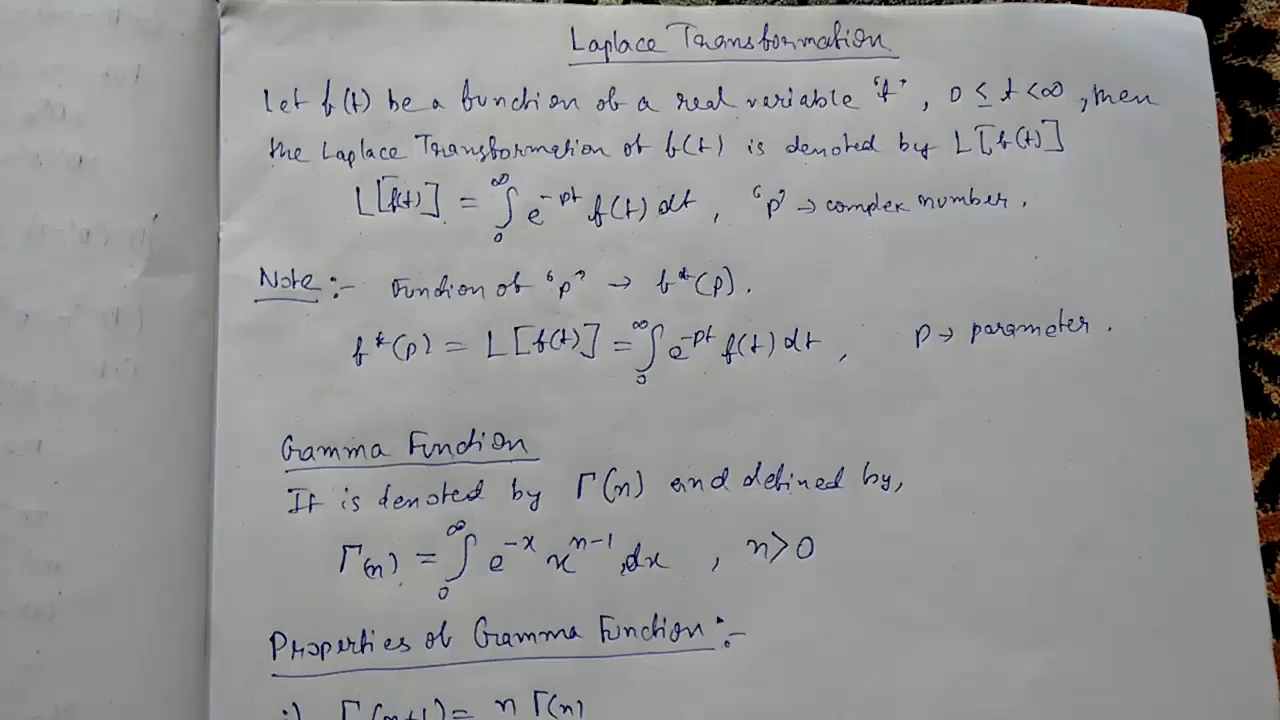 Laplace Transformation
Let f(t) be a function of a real variable 't', 0 ≤ t < ∞, then
the Laplace Transformation of f(t) is denoted by L[f(t)]
L[f(t)] = ∫₀^∞ e^{-pt} f(t) dt, 'p' → complex number.
Note :- Function of 'p' → f*(p).
f*(p) = L[f(t)] = ∫₀^∞ e^{-pt} f(t) dt, p → parameter.
Gamma Function
It is denoted by Γ(n) and defined by,
Γ(n) = ∫₀^∞ e^{-x} x^{n-1} dx, n>0
Properties of Gamma Function :-
i) Γ(n+1) = n Γ(n)